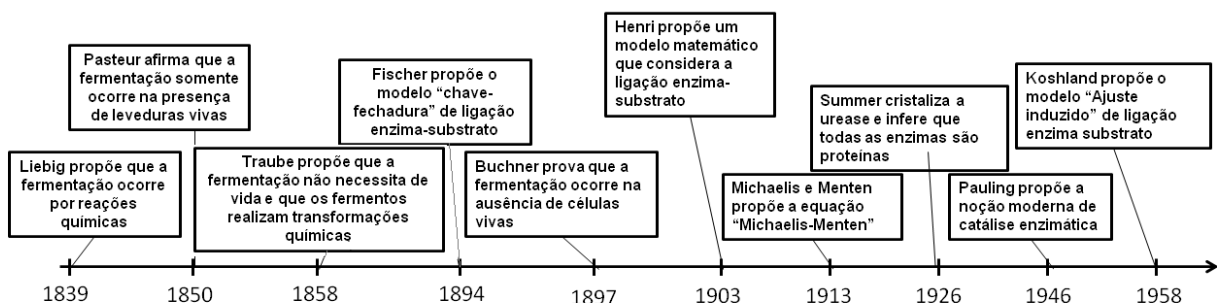 Pasteur afirma que a
fermentação somente
ocorre na presença
de leveduras vivas
Liebig propõe que a
fermentação ocorre
por reações
químicas
Traube propõe que a
fermentação não necessita de
vida e que os fermentos
realizam transformações
químicas
Fischer propõe o
modelo “chave-
fechadura” de ligação
enzima-substrato
Buchner prova que a
fermentação ocorre na
ausência de células
vivas
Henri propõe um
modelo matemático
que considera a
ligação enzima-
substrato
Michaelis e Menten
propõe a equação
“Michaelis-Menten”
Summer cristaliza a
urease e infere que
todas as enzimas são
proteínas
Pauling propõe a
noção moderna de
catálise enzimática
Koshland propõe o
modelo “Ajuste
induzido” de ligação
enzima substrato
1839 1850 1858 1894 1897 1903 1913 1926 1946 1958